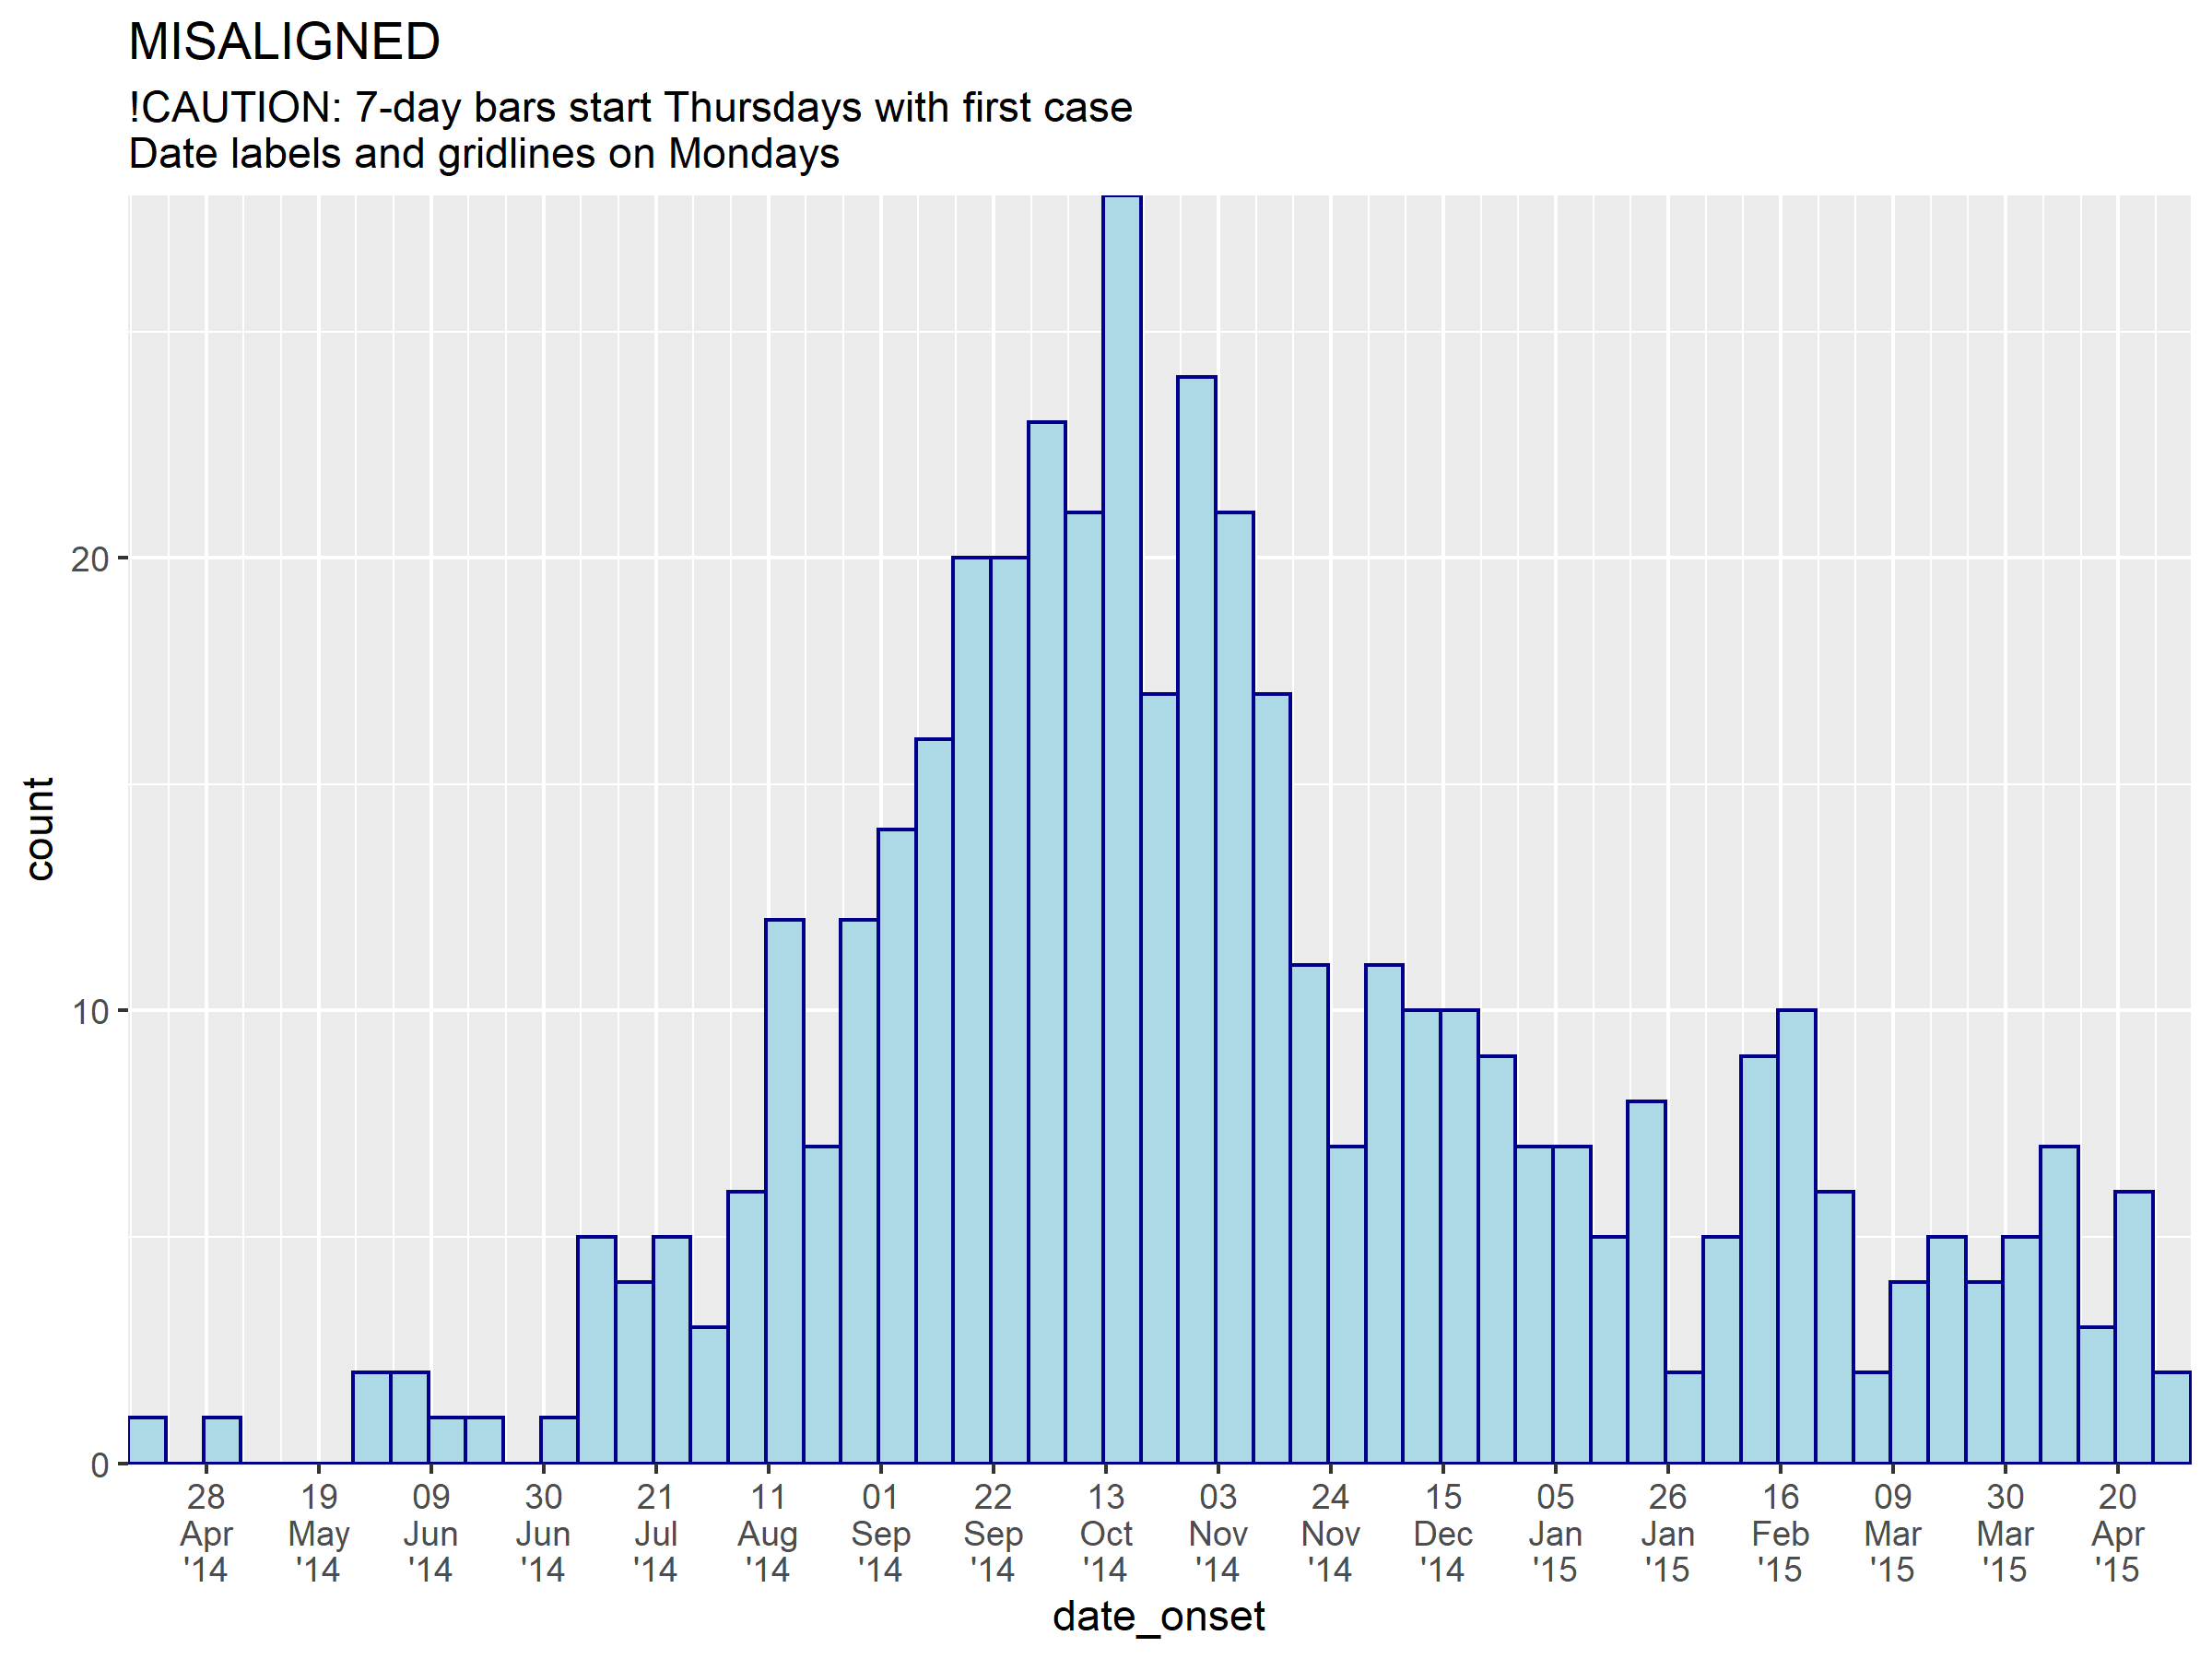 MISALIGNED
!CAUTION: 7-day bars start Thursdays with first case
Date labels and gridlines on Mondays
count
20
10
0
28 19 09 30 21 11 01 22 13 03 24 15 05 26 16 09 30 20
Apr May Jun Jun Jul Aug Sep Sep Oct Nov Nov Dec Jan Jan Feb Mar Mar Apr
'14 '14 '14 '14 '14 '14 '14 '14 '14 '14 '14 '14 '15 '15 '15 '15 '15 '15
date_onset